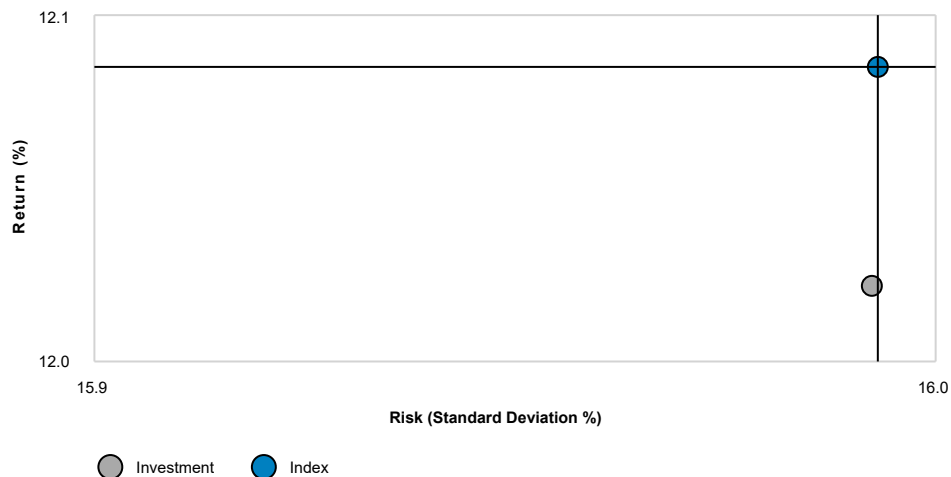 12.1
Return (%)
12.0
15.9
16.0
Risk (Standard Deviation %)
Investment
Index